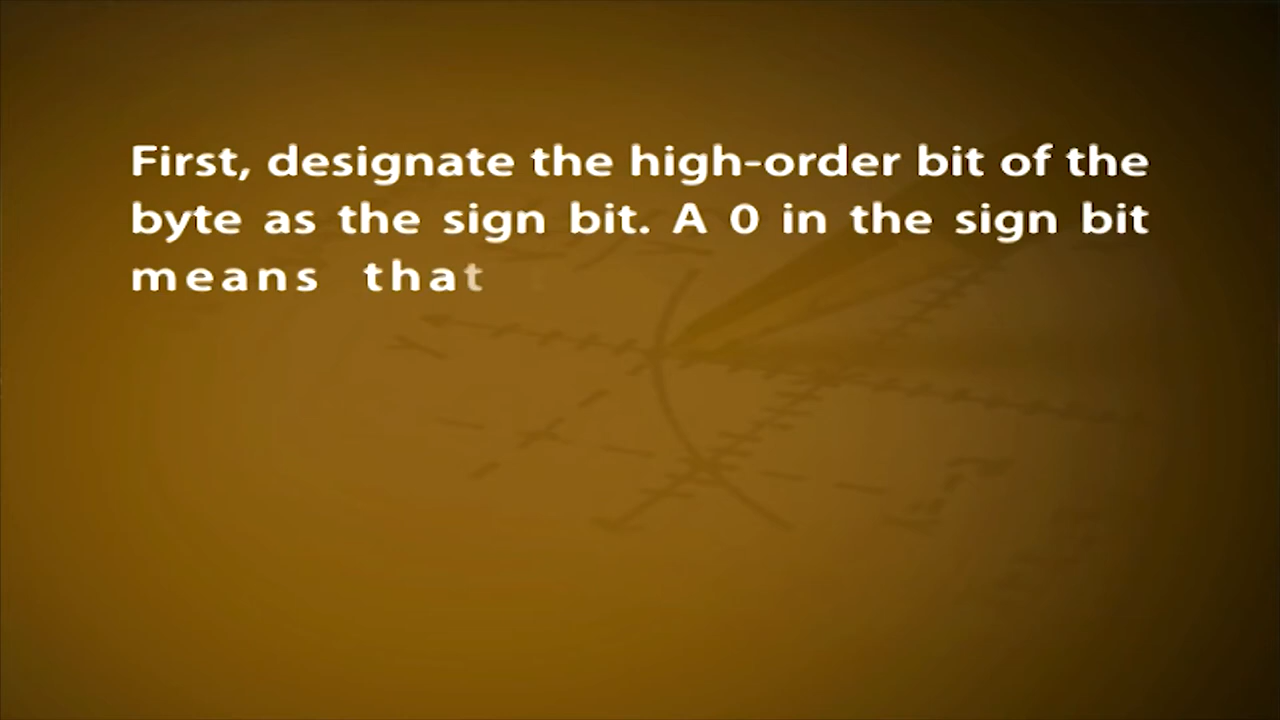 First, designate the high-order bit of the
byte as the sign bit. A 0 in the sign bit
means that